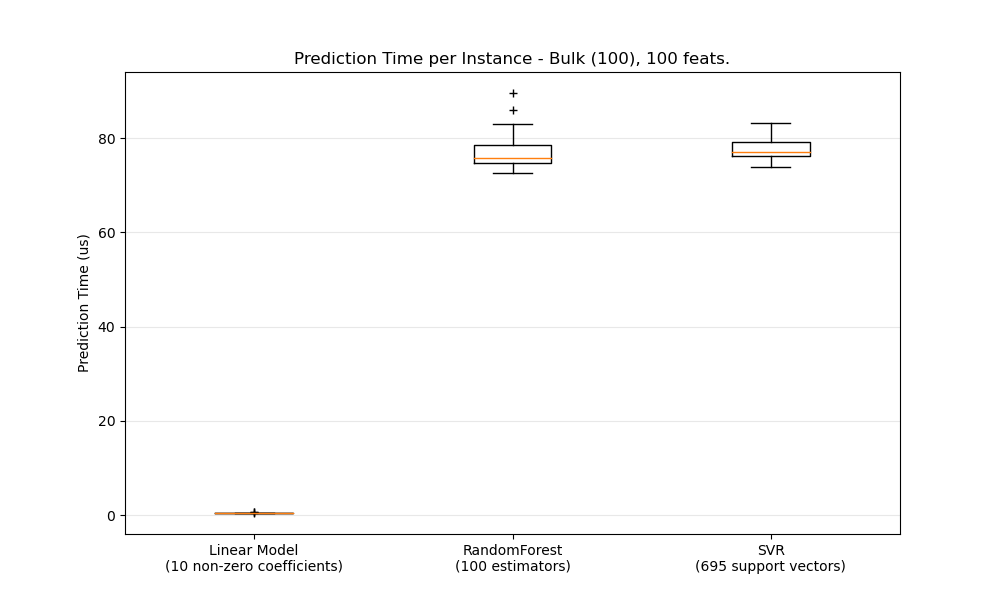 Prediction Time per Instance - Bulk (100), 100 feats.
Prediction Time (us)
80
60
40
20
0
Linear Model
(10 non-zero coefficients)
RandomForest
(100 estimators)
SVR
(695 support vectors)